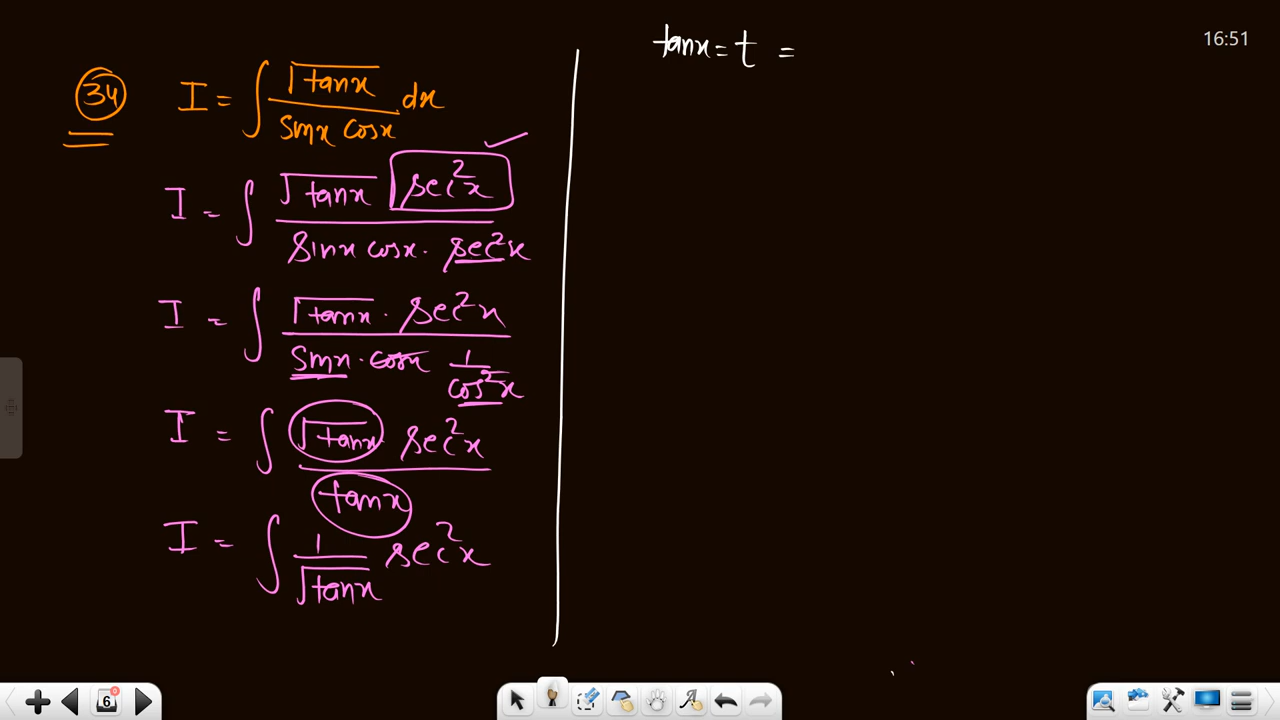 (34) I = ∫ √tanx / sinx cosx dx
I = ∫ √tanx sec²x / sinx cosx · sec²x
I = ∫ √tanx · sec²x / sinx · cosx 1/cos²x
I = ∫ √tanx sec²x / tanx
I = ∫ 1/√tanx sec²x
tanx = t =
16:51
6
0